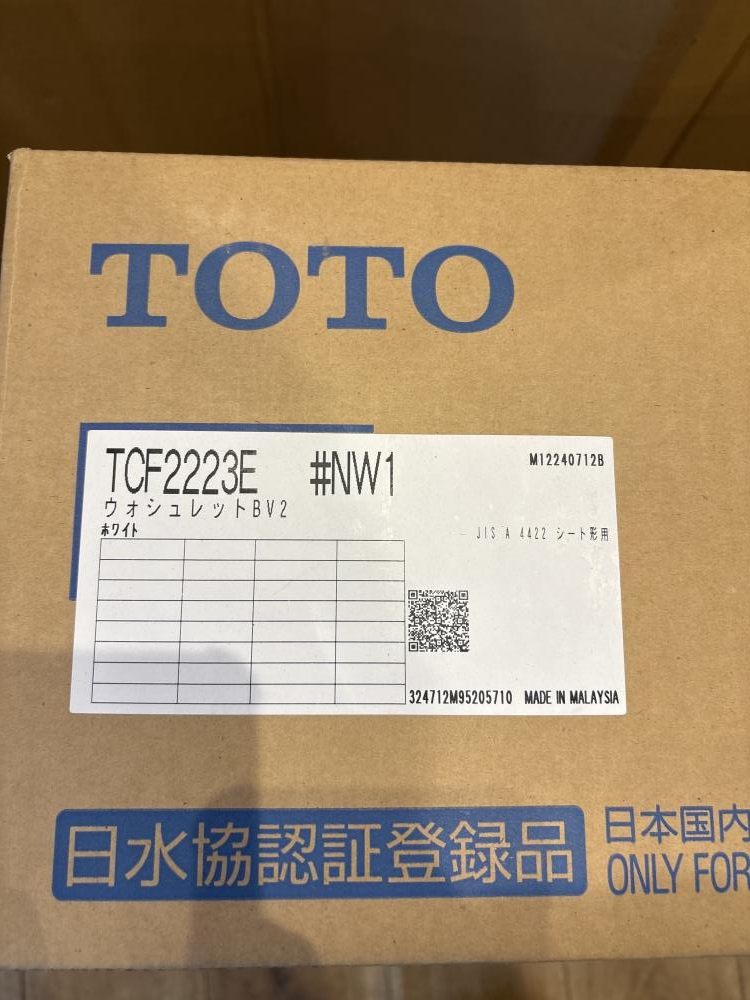 TOTO
TCF2223E #NW1
M12240712B
ウォシュレットBV2
ホワイト
JIS A 4422 シート形用
324712M95205710 MADE IN MALAYSIA
日水協認証登録品
日本国内
ONLY FOR